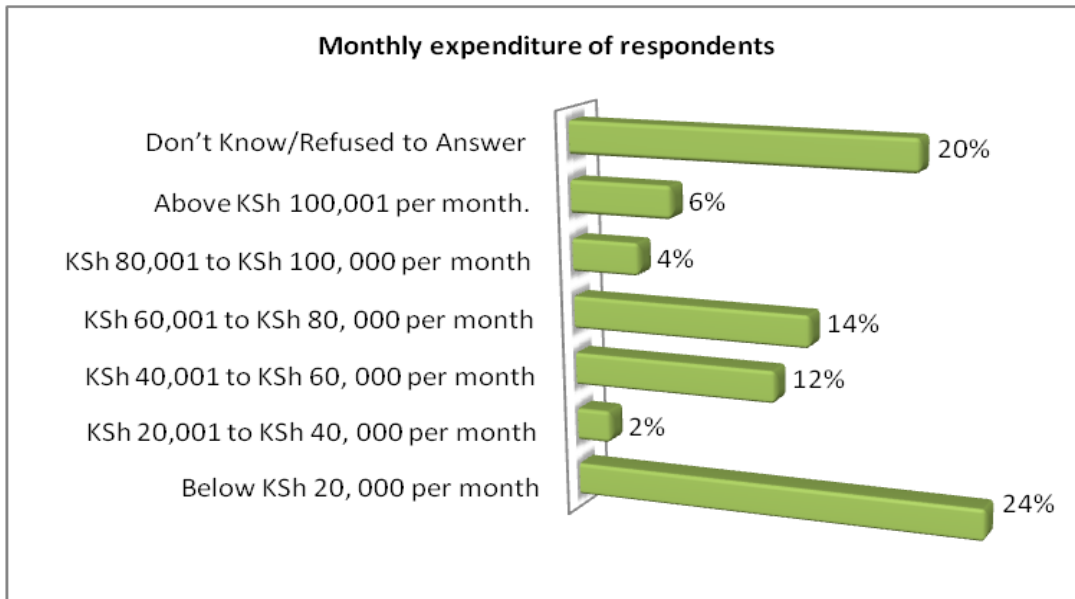 Monthly expenditure of respondents
Don't Know/Refused to Answer 20%
Above KSh 100,001 per month. 6%
KSh 80,001 to KSh 100, 000 per month 4%
KSh 60,001 to KSh 80, 000 per month 14%
KSh 40,001 to KSh 60, 000 per month 12%
KSh 20,001 to KSh 40, 000 per month 2%
Below KSh 20, 000 per month 24%